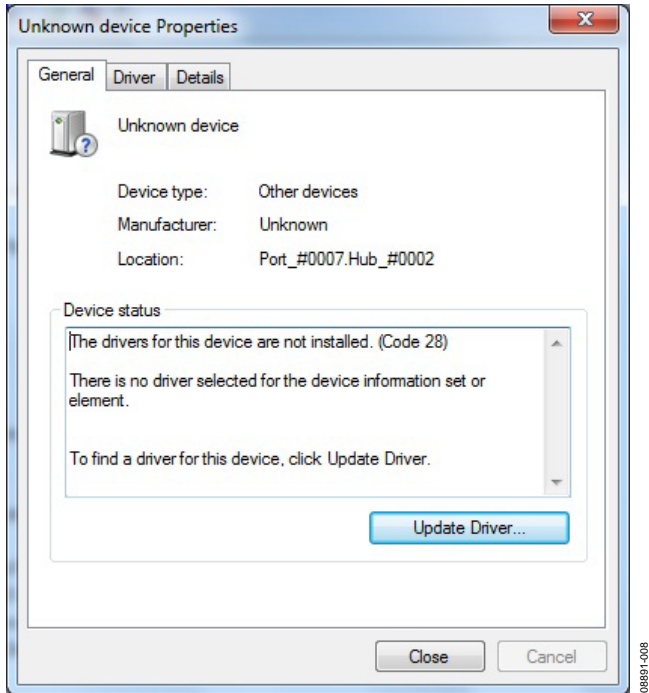 Unknown device Properties
General Driver Details
Unknown device
Device type: Other devices
Manufacturer: Unknown
Location: Port_#0007.Hub_#0002
Device status
The drivers for this device are not installed. (Code 28)
There is no driver selected for the device information set or
element.
To find a driver for this device, click Update Driver.
Update Driver...
Close Cancel
08891-008